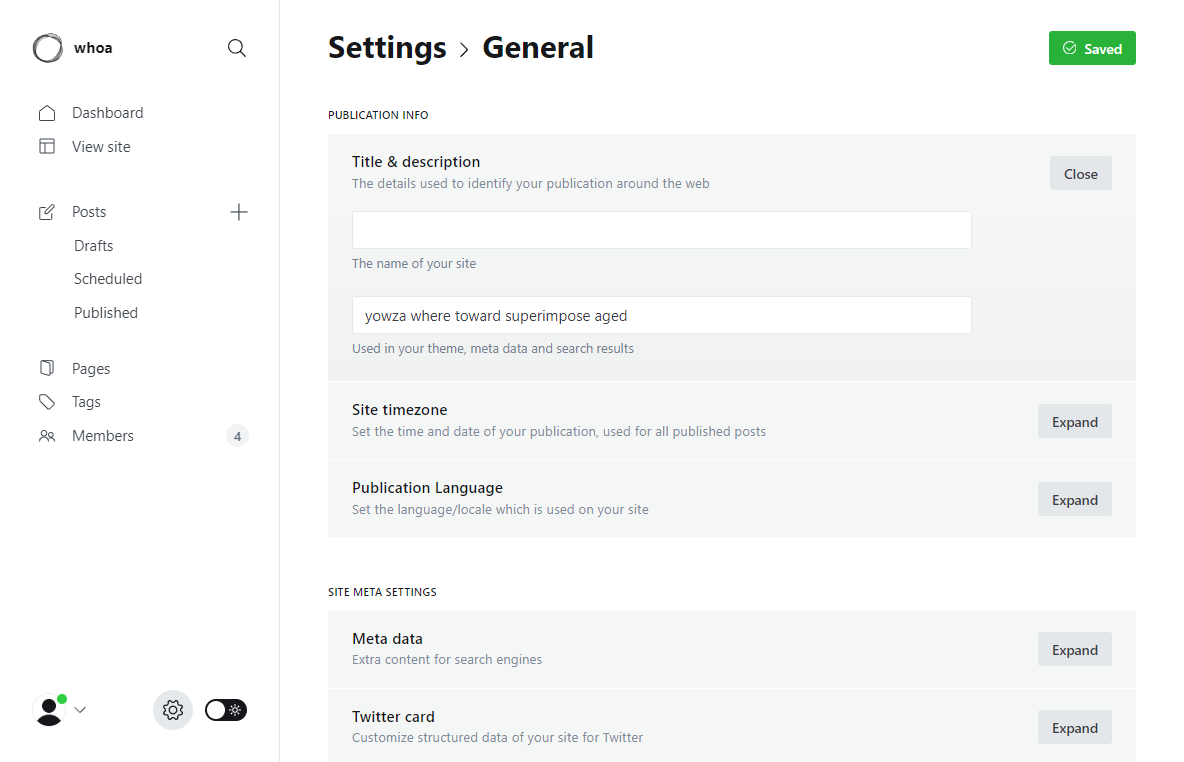 whoa
Dashboard
View site
Posts
Drafts
Scheduled
Published
Pages
Tags
Members 4
Settings › General
Saved
PUBLICATION INFO
Title & description
The details used to identify your publication around the web
Close
The name of your site
yowza where toward superimpose aged
Used in your theme, meta data and search results
Site timezone
Set the time and date of your publication, used for all published posts
Expand
Publication Language
Set the language/locale which is used on your site
Expand
SITE META SETTINGS
Meta data
Extra content for search engines
Expand
Twitter card
Customize structured data of your site for Twitter
Expand